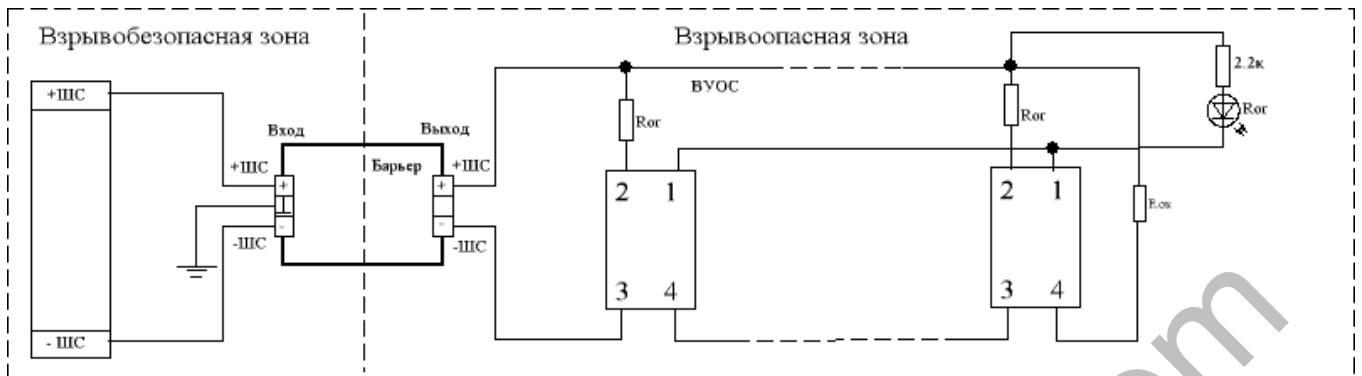 Взрывобезопасная зона
Взрывоопасная зона
+ШС
- ШС
Вход
+ШС
+
-
-ШС
Барьер
Выход
+ШС
+
-
-ШС
ВУОС
Rог
2 1
3 4
Rог
2 1
3 4
2.2к
Rог
Rок
om